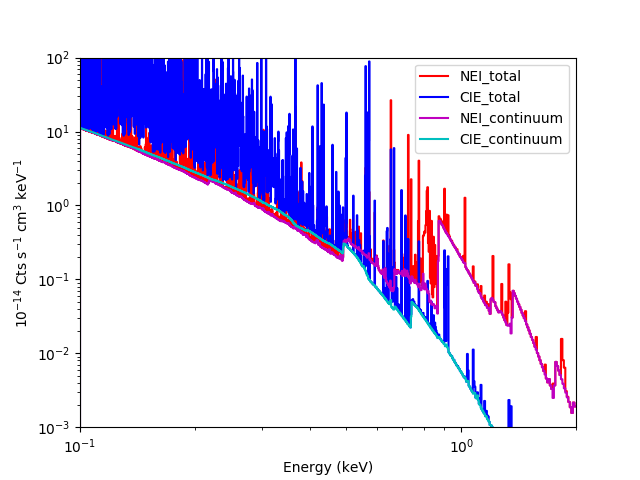 10²
10¹
10⁰
10⁻¹
10⁻²
10⁻³
10⁻¹⁴ Cts s⁻¹ cm³ keV⁻¹
NEI_total
CIE_total
NEI_continuum
CIE_continuum
10⁻¹
10⁰
Energy (keV)